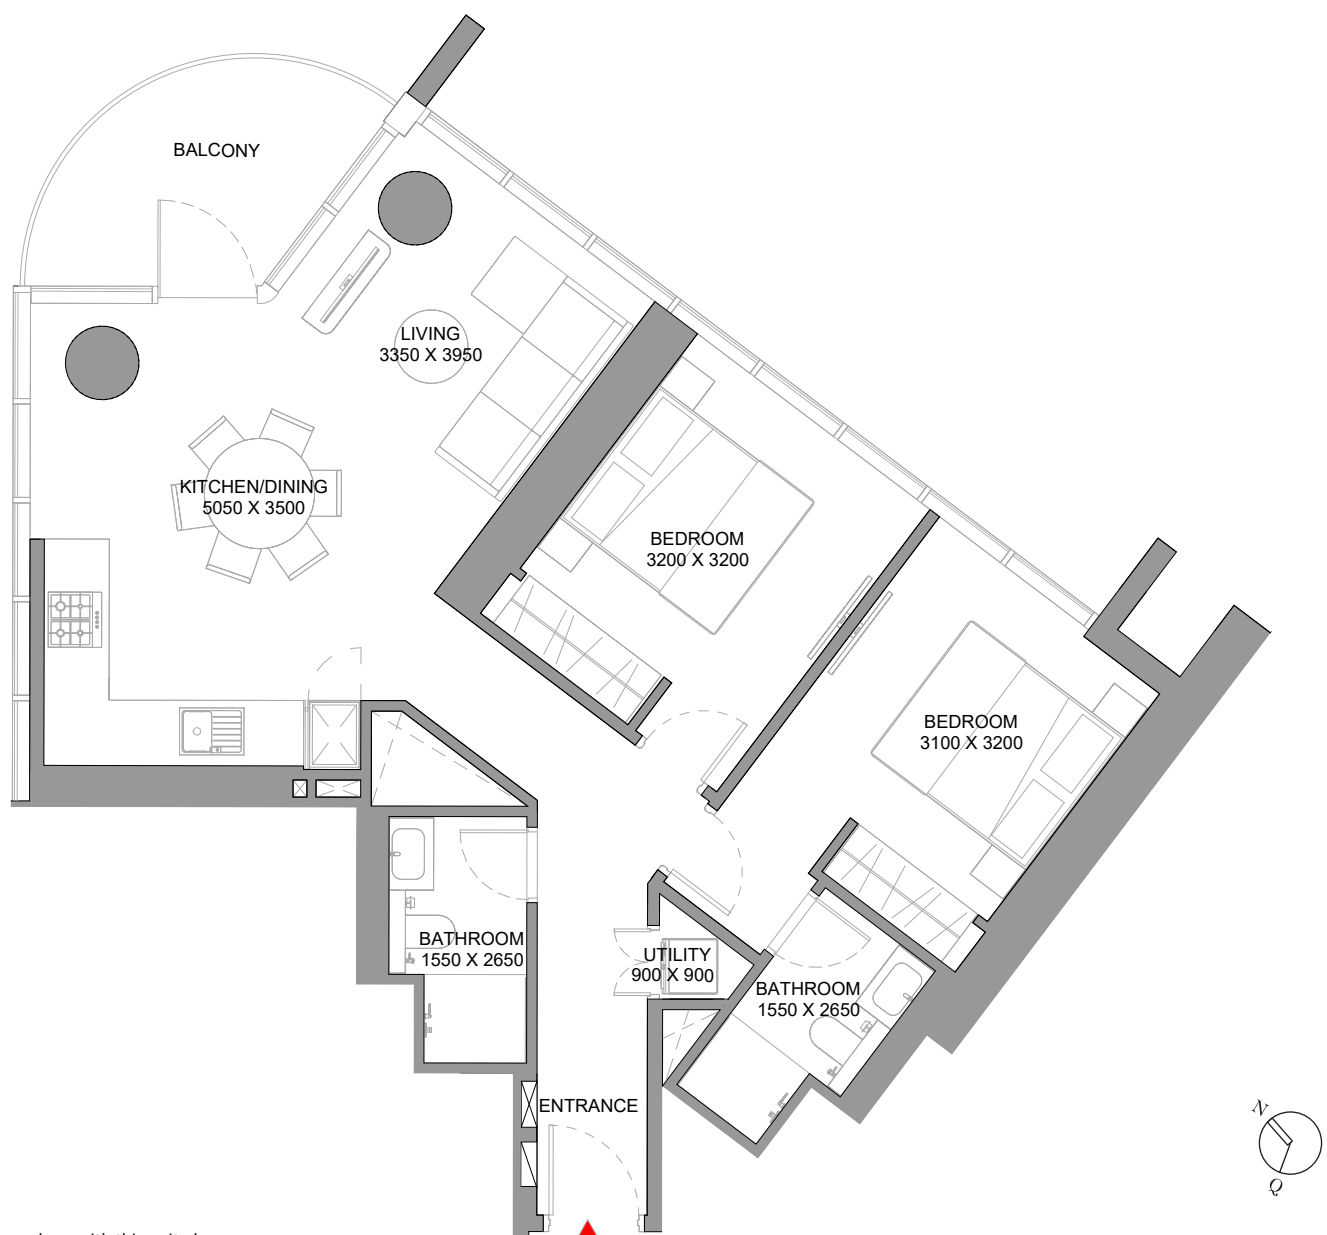 BALCONY
LIVING
3350 X 3950
KITCHEN/DINING
5050 X 3500
BEDROOM
3200 X 3200
BEDROOM
3100 X 3200
BATHROOM
1550 X 2650
UTILITY
900 X 900
BATHROOM
1550 X 2650
ENTRANCE
N
Q